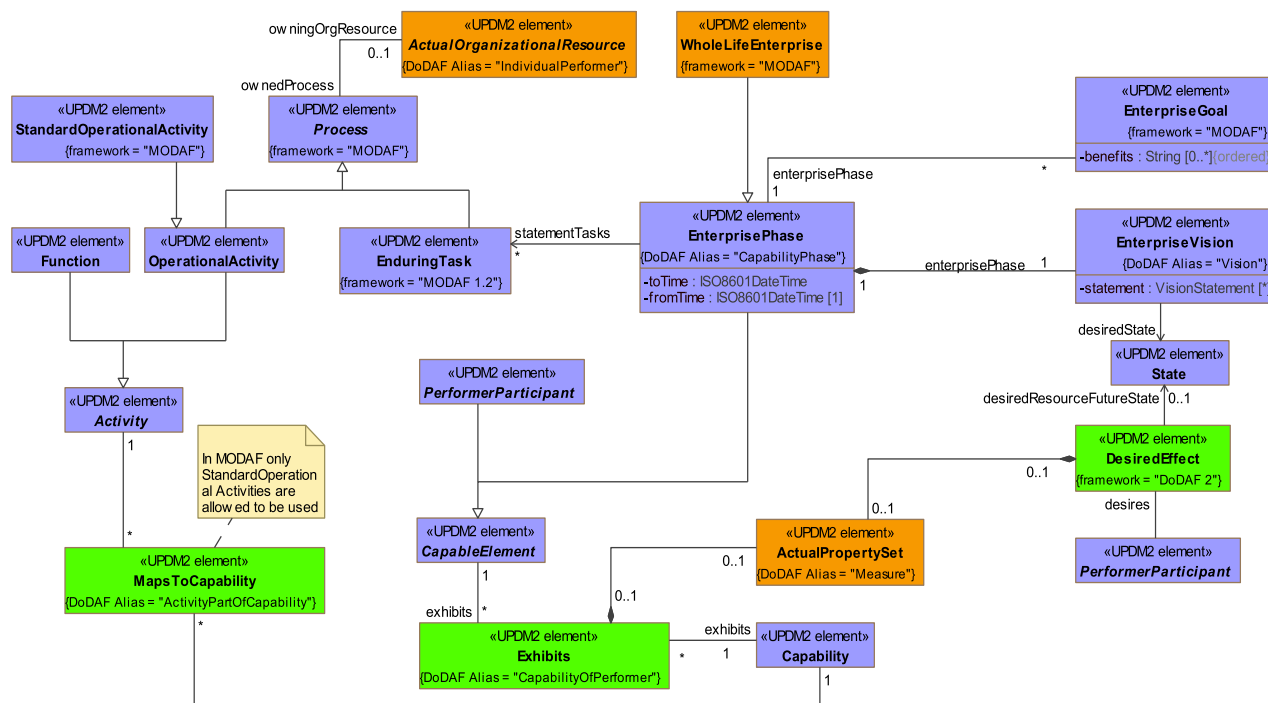 «UPDM2 element»
ActualOrganizationalResource
{DoDAF Alias = "IndividualPerformer"}
owningOrgResource
0..1
ownedProcess
«UPDM2 element»
WholeLifeEnterprise
{framework = "MODAF"}
«UPDM2 element»
EnterpriseGoal
{framework = "MODAF"}
-benefits : String [0..*]{ordered}
«UPDM2 element»
StandardOperationalActivity
{framework = "MODAF"}
«UPDM2 element»
Process
{framework = "MODAF"}
enterprisePhase
1
*
«UPDM2 element»
Function
«UPDM2 element»
OperationalActivity
«UPDM2 element»
EnduringTask
{framework = "MODAF 1.2"}
statementTasks
*
«UPDM2 element»
EnterprisePhase
{DoDAF Alias = "CapabilityPhase"}
-toTime : ISO8601DateTime
-fromTime : ISO8601DateTime [1]
enterprisePhase
1
1
«UPDM2 element»
EnterpriseVision
{DoDAF Alias = "Vision"}
-statement : VisionStatement [*]
desiredState
«UPDM2 element»
State
desiredResourceFutureState
0..1
«UPDM2 element»
PerformerParticipant
«UPDM2 element»
Activity
1
*
In MODAF only
StandardOperation
al Activities are
allowed to be used
«UPDM2 element»
DesiredEffect
{framework = "DoDAF 2"}
0..1
0..1
desires
«UPDM2 element»
PerformerParticipant
«UPDM2 element»
CapableElement
1
*
exhibits
«UPDM2 element»
ActualPropertySet
{DoDAF Alias = "Measure"}
0..1
0..1
«UPDM2 element»
MapsToCapability
{DoDAF Alias = "ActivityPartOfCapability"}
*
«UPDM2 element»
Exhibits
{DoDAF Alias = "CapabilityOfPerformer"}
exhibits
*
1
«UPDM2 element»
Capability
1